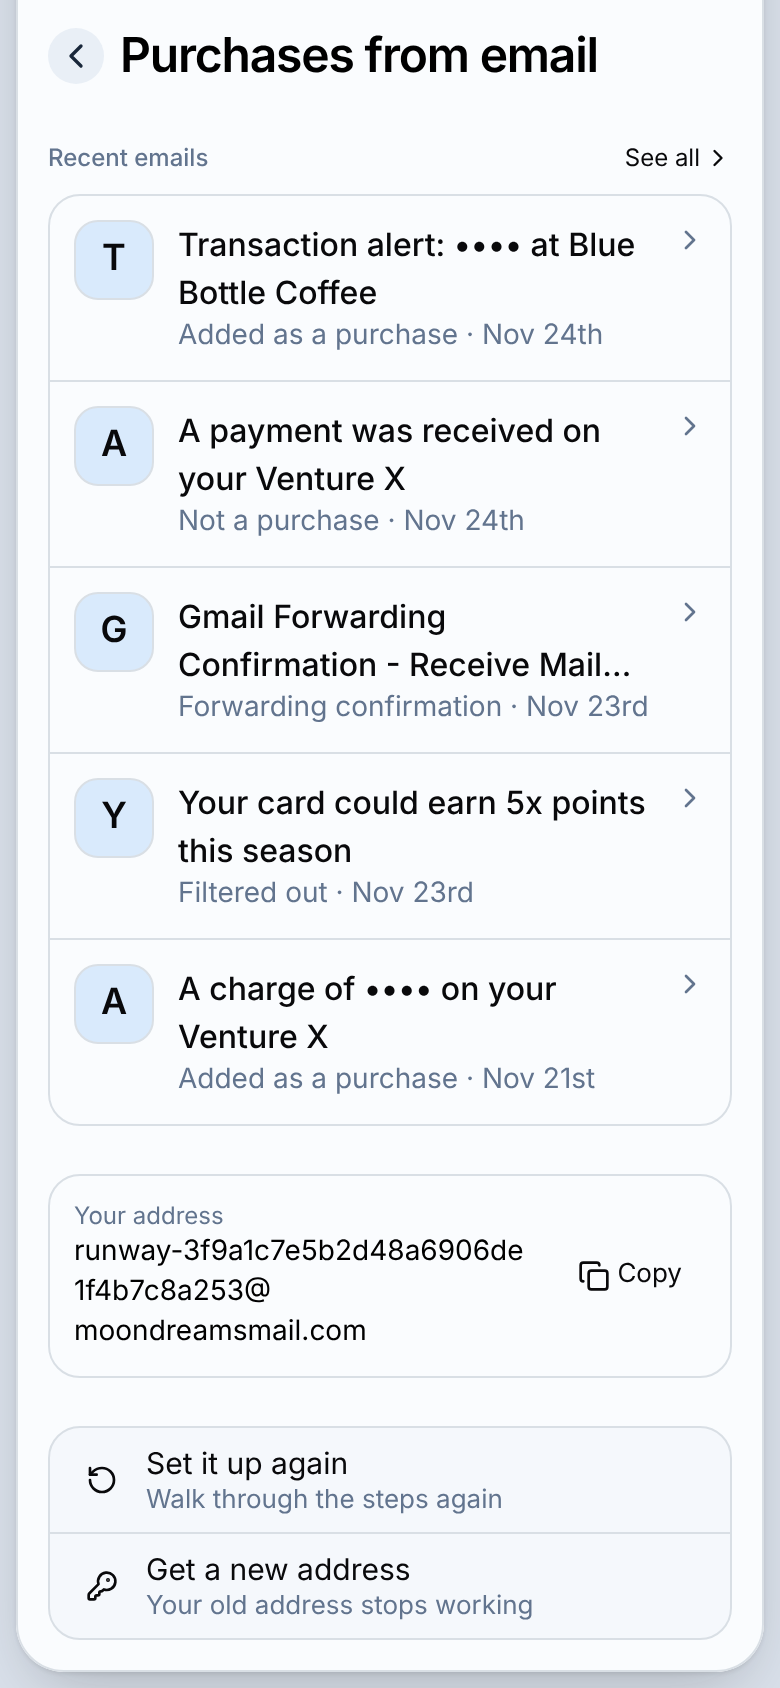 Purchases from email
Recent emails
See all
T
Transaction alert: •••• at Blue
Bottle Coffee
Added as a purchase · Nov 24th
A
A payment was received on
your Venture X
Not a purchase · Nov 24th
G
Gmail Forwarding
Confirmation - Receive Mail...
Forwarding confirmation · Nov 23rd
Y
Your card could earn 5x points
this season
Filtered out · Nov 23rd
A
A charge of •••• on your
Venture X
Added as a purchase · Nov 21st
Your address
runway-3f9a1c7e5b2d48a6906de
1f4b7c8a253@
moondreamsmail.com
Copy
Set it up again
Walk through the steps again
Get a new address
Your old address stops working